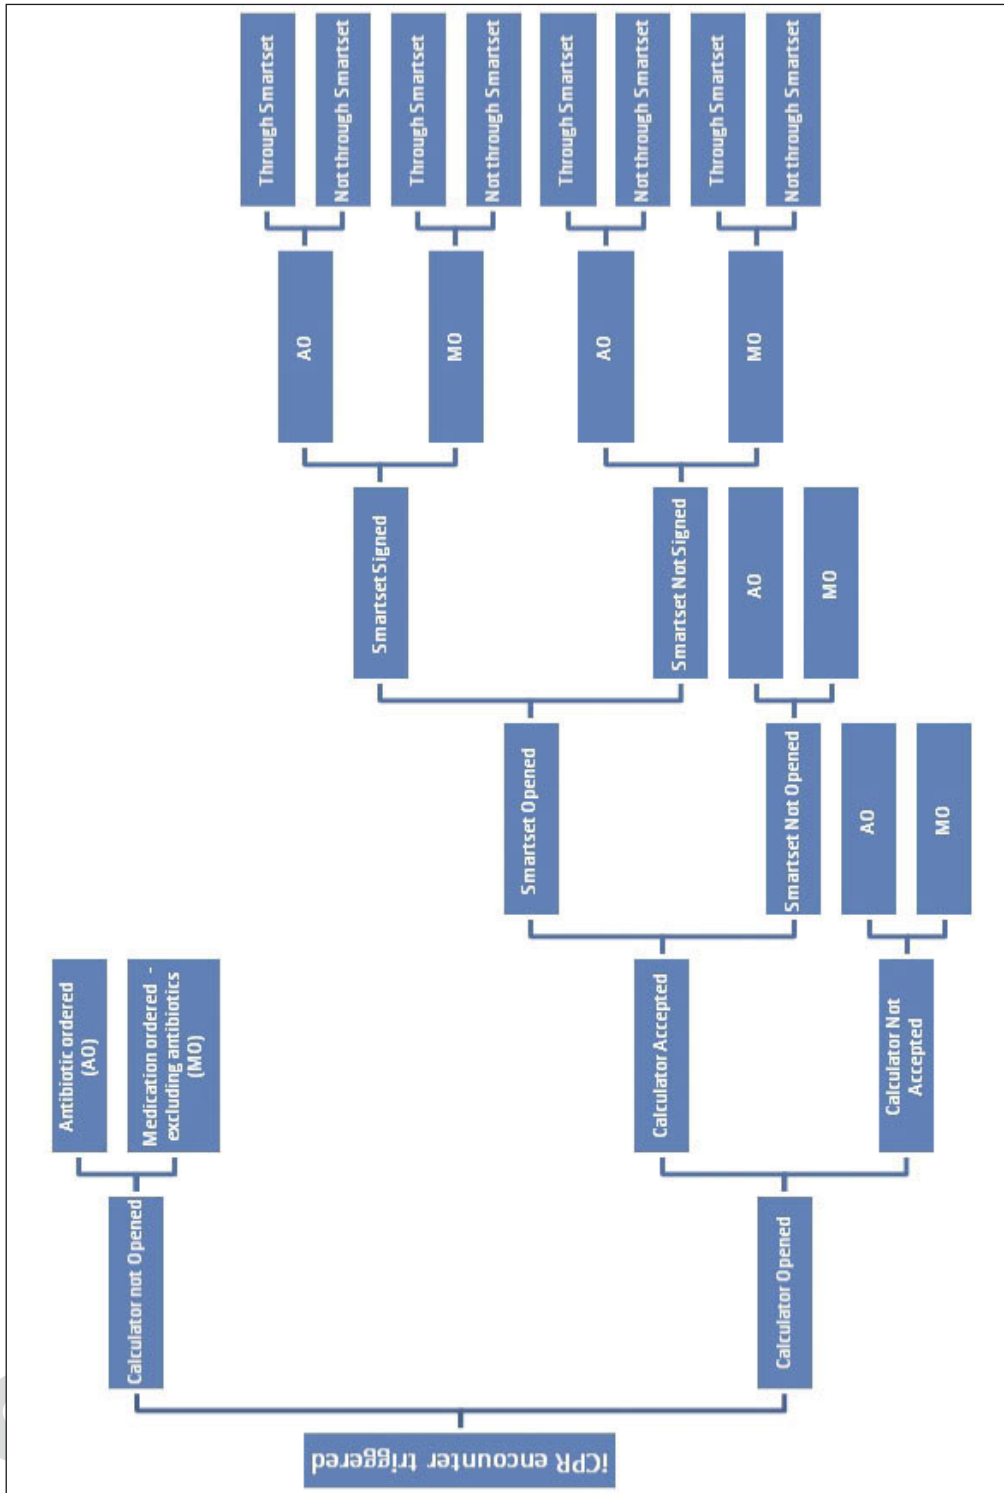 iCPR encounter triggered
Calculator not Opened
Antibiotic ordered
(AO)
Medication ordered -
excluding antibiotics
(MO)
Calculator Opened
Calculator Accepted
Smartset Opened
Smartset Signed
AO
Through Smartset
Not through Smartset
MO
Through Smartset
Not through Smartset
Smartset Not Signed
AO
Through Smartset
Not through Smartset
MO
Through Smartset
Not through Smartset
Smartset Not Opened
AO
MO
Calculator Not
Accepted
AO
MO